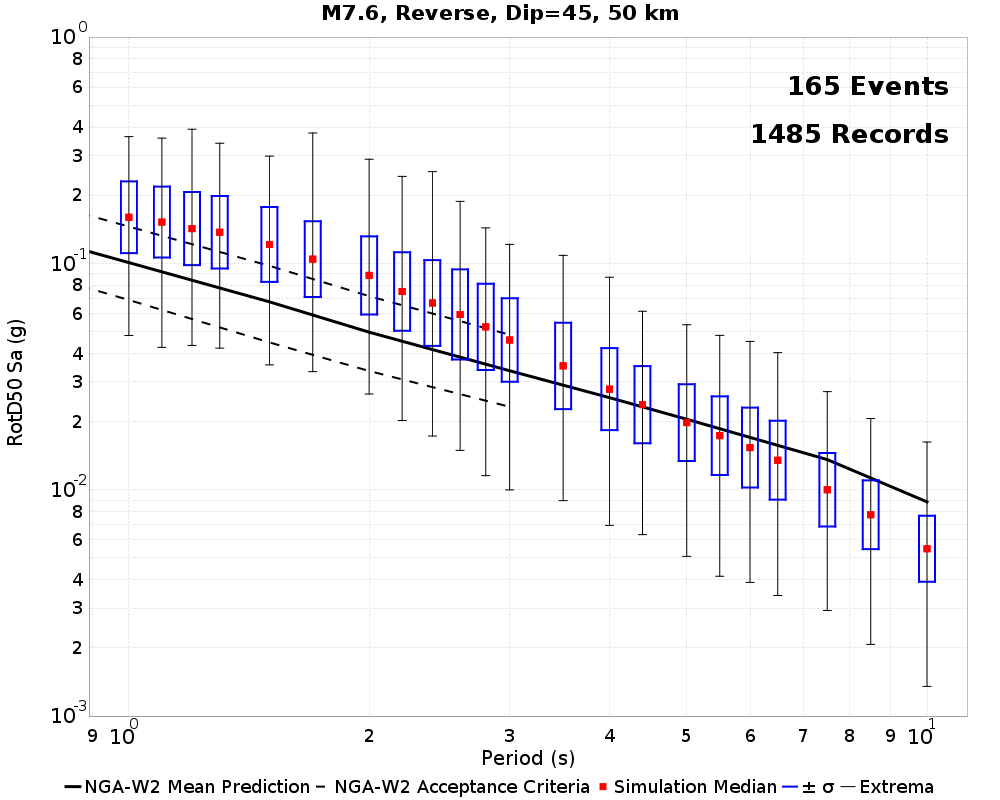 M7.6, Reverse, Dip=45, 50 km
165 Events
1485 Records
RotD50 Sa (g)
10^0
8
6
4
3
2
10^-1
8
6
4
3
2
10^-2
8
6
4
3
2
10^-3
9 10^0 2 3 4 5 6 7 8 9 10^1
Period (s)
NGA-W2 Mean Prediction NGA-W2 Acceptance Criteria Simulation Median ± σ Extrema